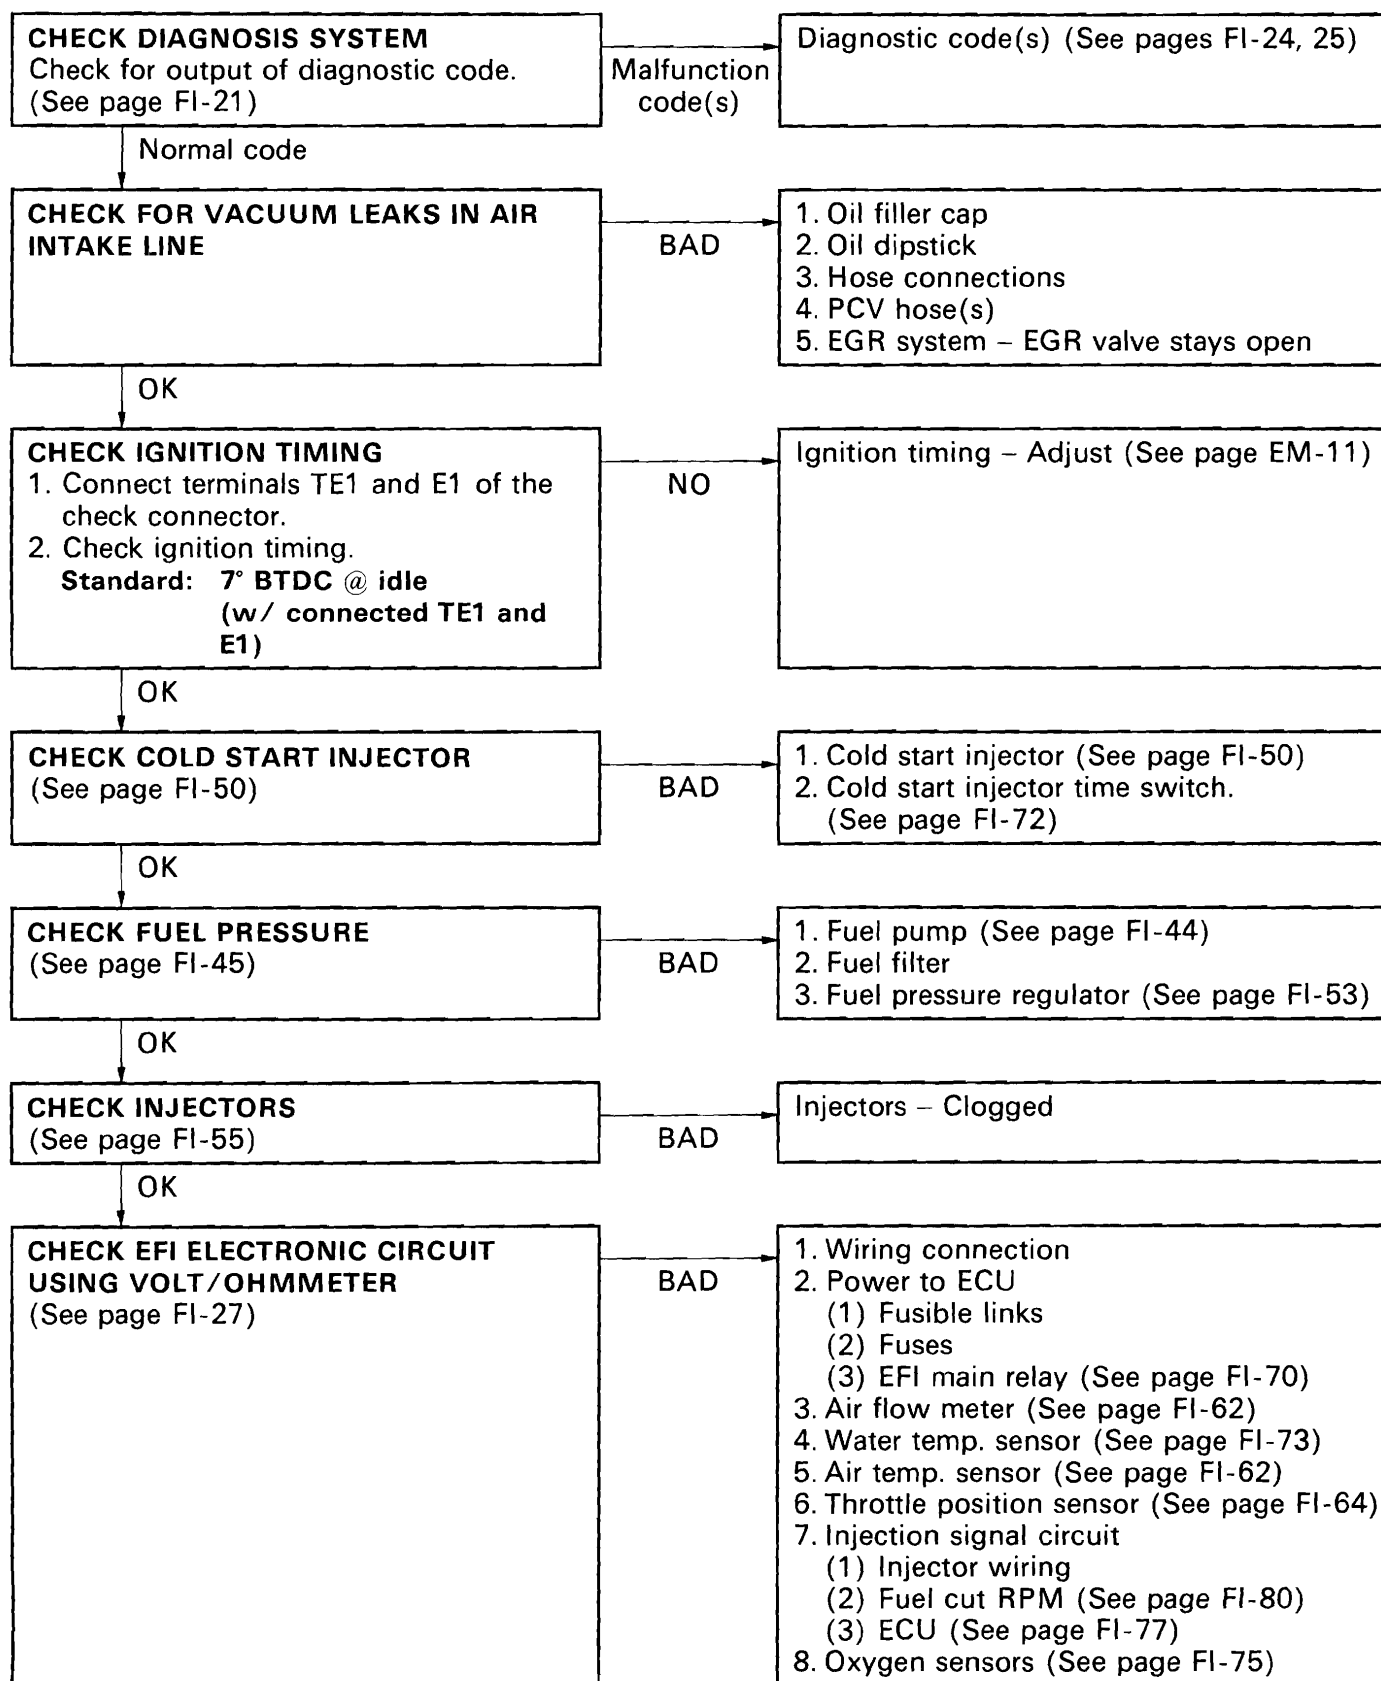 CHECK DIAGNOSIS SYSTEM
Check for output of diagnostic code.
(See page FI-21)
Malfunction
code(s)
Diagnostic code(s) (See pages FI-24, 25)
Normal code
CHECK FOR VACUUM LEAKS IN AIR
INTAKE LINE
BAD
1. Oil filler cap
2. Oil dipstick
3. Hose connections
4. PCV hose(s)
5. EGR system – EGR valve stays open
OK
CHECK IGNITION TIMING
1. Connect terminals TE1 and E1 of the
check connector.
2. Check ignition timing.
Standard: 7° BTDC @ idle
(w/ connected TE1 and
E1)
NO
Ignition timing – Adjust (See page EM-11)
OK
CHECK COLD START INJECTOR
(See page FI-50)
BAD
1. Cold start injector (See page FI-50)
2. Cold start injector time switch.
(See page FI-72)
OK
CHECK FUEL PRESSURE
(See page FI-45)
BAD
1. Fuel pump (See page FI-44)
2. Fuel filter
3. Fuel pressure regulator (See page FI-53)
OK
CHECK INJECTORS
(See page FI-55)
BAD
Injectors – Clogged
OK
CHECK EFI ELECTRONIC CIRCUIT
USING VOLT/OHMMETER
(See page FI-27)
BAD
1. Wiring connection
2. Power to ECU
(1) Fusible links
(2) Fuses
(3) EFI main relay (See page FI-70)
3. Air flow meter (See page FI-62)
4. Water temp. sensor (See page FI-73)
5. Air temp. sensor (See page FI-62)
6. Throttle position sensor (See page FI-64)
7. Injection signal circuit
(1) Injector wiring
(2) Fuel cut RPM (See page FI-80)
(3) ECU (See page FI-77)
8. Oxygen sensors (See page FI-75)